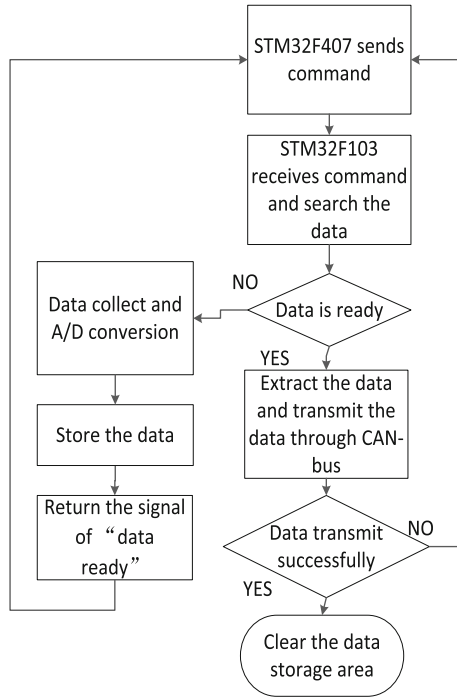 STM32F407 sends
command
STM32F103
receives command
and search the
data
NO
Data is ready
Data collect and
A/D conversion
YES
Extract the data
and transmit the
data through CAN-
bus
Store the data
Return the signal
of “data
ready”
Data transmit
successfully
NO
YES
Clear the data
storage area